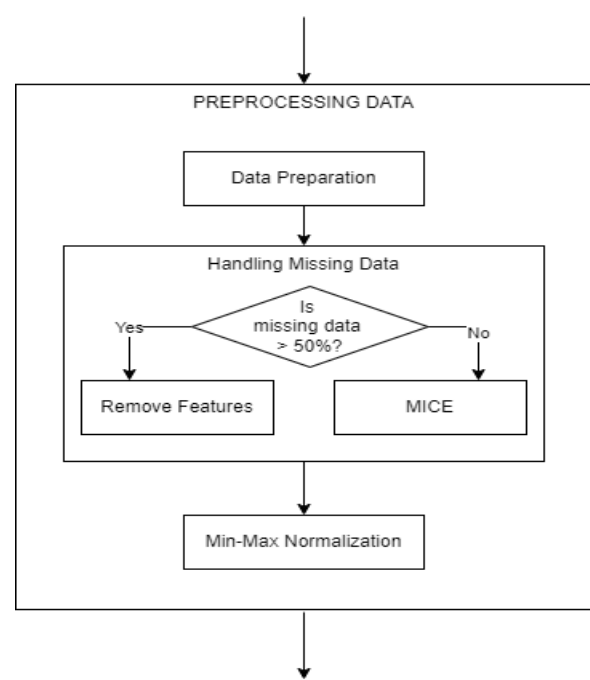 PREPROCESSING DATA
Data Preparation
Handling Missing Data
Is
missing data
> 50%?
Yes
No
Remove Features
MICE
Min-Max Normalization